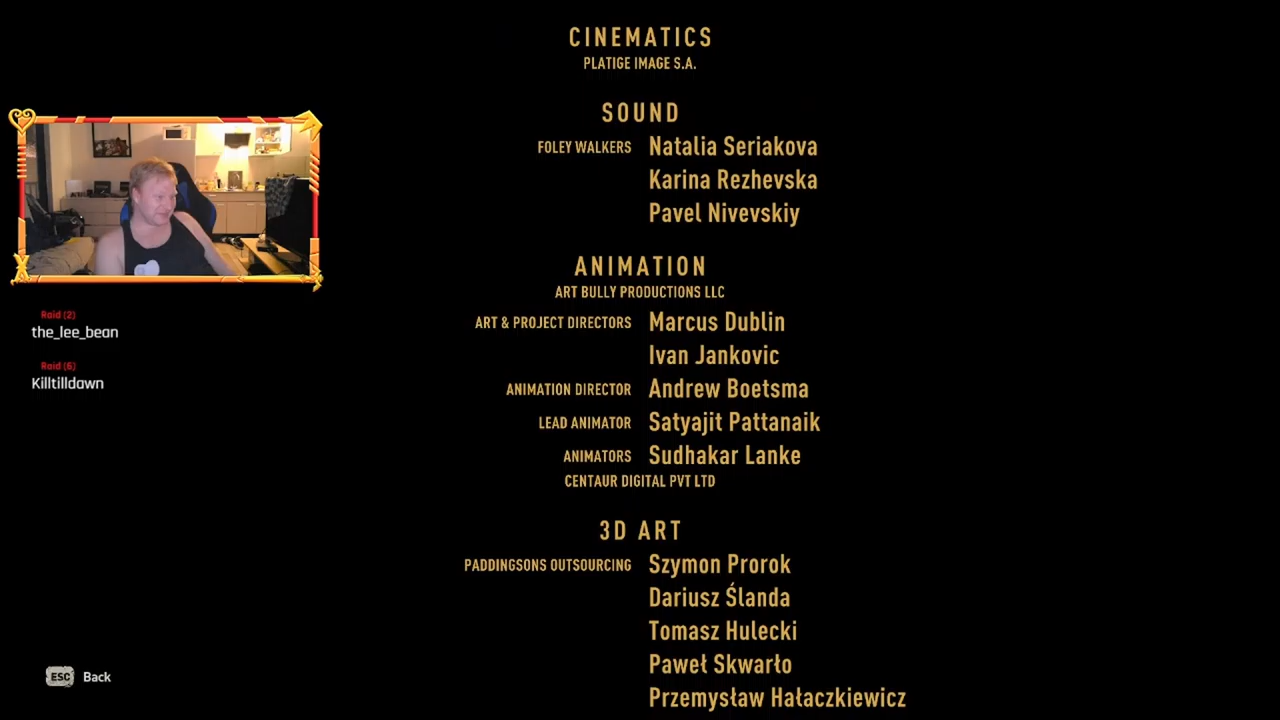 CINEMATICS
PLATIGE IMAGE S.A.
SOUND
FOLEY WALKERS Natalia Seriakova
Karina Rezhevska
Pavel Nivevskiy
ANIMATION
ART BULLY PRODUCTIONS LLC
ART & PROJECT DIRECTORS Marcus Dublin
Ivan Jankovic
ANIMATION DIRECTOR Andrew Boetsma
LEAD ANIMATOR Satyajit Pattanaik
ANIMATORS Sudhakar Lanke
CENTAUR DIGITAL PVT LTD
3D ART
PADDINGSONS OUTSOURCING Szymon Prorok
Dariusz Ślanda
Tomasz Hulecki
Paweł Skwarło
Przemysław Hałaczkiewicz
Raid (2)
the_lee_bean
Raid (6)
Killtilldawn
ESC Back